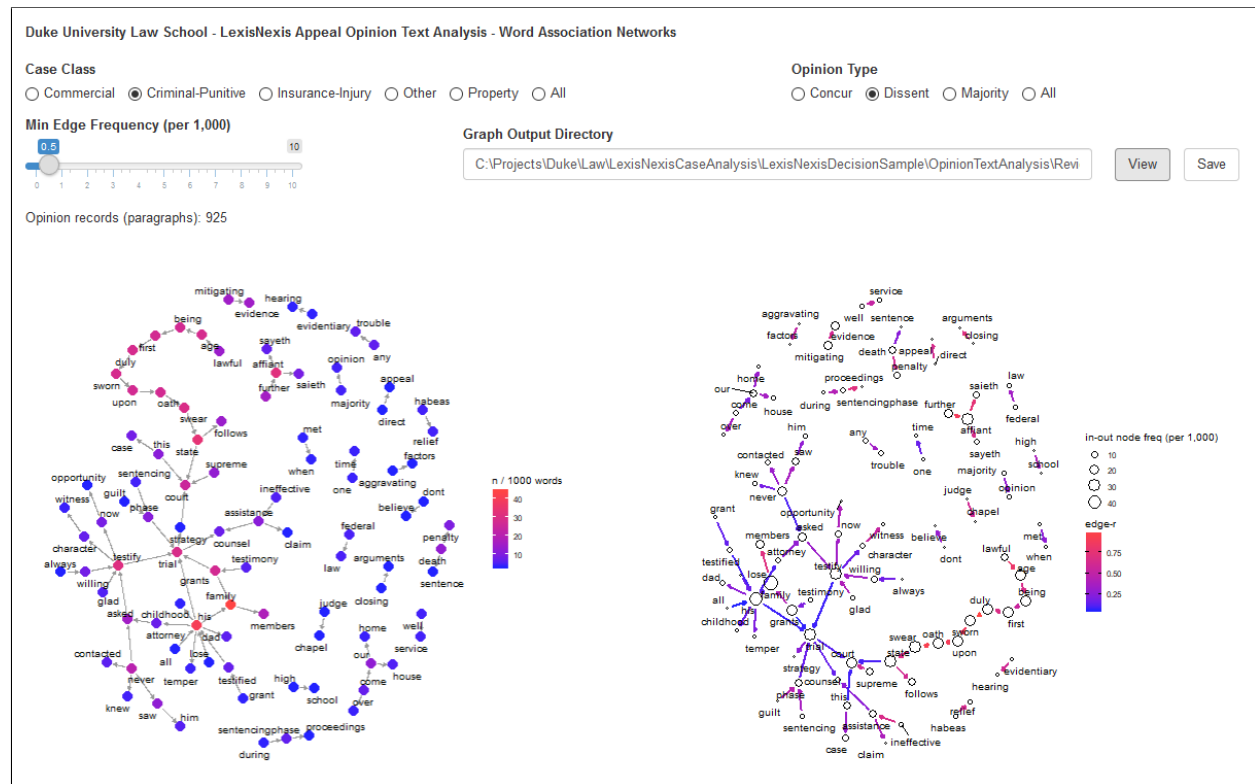 Duke University Law School - LexisNexis Appeal Opinion Text Analysis - Word Association Networks
Case Class
Opinion Type
Commercial Criminal-Punitive Insurance-Injury Other Property All
Concur Dissent Majority All
Min Edge Frequency (per 1,000)
Graph Output Directory
0.5 10
C:\Projects\Duke\Law\LexisNexisCaseAnalysis\LexisNexisDecisionSample\OpinionTextAnalysis\Revi
View
Save
0 1 2 3 4 5 6 7 8 9 10
Opinion records (paragraphs): 925
mitigating
evidence
hearing
evidentiary
trouble
any
being
first
age
lawful
duly
sworn
upon
oath
swear
state
follows
sayeth
affiant
further
saieth
opinion
majority
appeal
direct
habeas
relief
factors
aggravating
met
when
time
one
dont
believe
case
this
supreme
court
opportunity
sentencing
guilt
phase
witness
now
character
testify
always
willing
glad
asked
strategy
trial
ineffective
assistance
counsel
claim
federal
law
arguments
closing
penalty
death
sentence
grants
testimony
family
members
childhood
his
attorney
dad
all
lose
temper
testified
grant
judge
chapel
contacted
never
knew
saw
him
high
school
well
service
home
our
house
come
over
sentencingphase
proceedings
during
n / 1000 words
40
30
20
10
service
aggravating
factors
well
evidence
mitigating
sentence
death
appeal
penalty
direct
arguments
closing
home
our
come
house
over
proceedings
during
sentencingphase
saieth
further
affiant
sayeth
law
federal
him
contacted
saw
knew
never
any
trouble
time
one
high
school
majority
opinion
judge
chapel
grant
opportunity
asked
now
members
attorney
witness
character
believe
dont
met
when
testified
dad
lose
testify
willing
always
all
family
testimony
glad
his
grants
childhood
temper
trial
lawful
age
being
duly
first
sworn
oath
swear
upon
state
court
strategy
supreme
follows
counsel
phase
this
guilt
sentencing
assistance
case
claim
ineffective
evidentiary
hearing
relief
habeas
in-out node freq (per 1,000)
10
20
30
40
edge-r
0.75
0.50
0.25